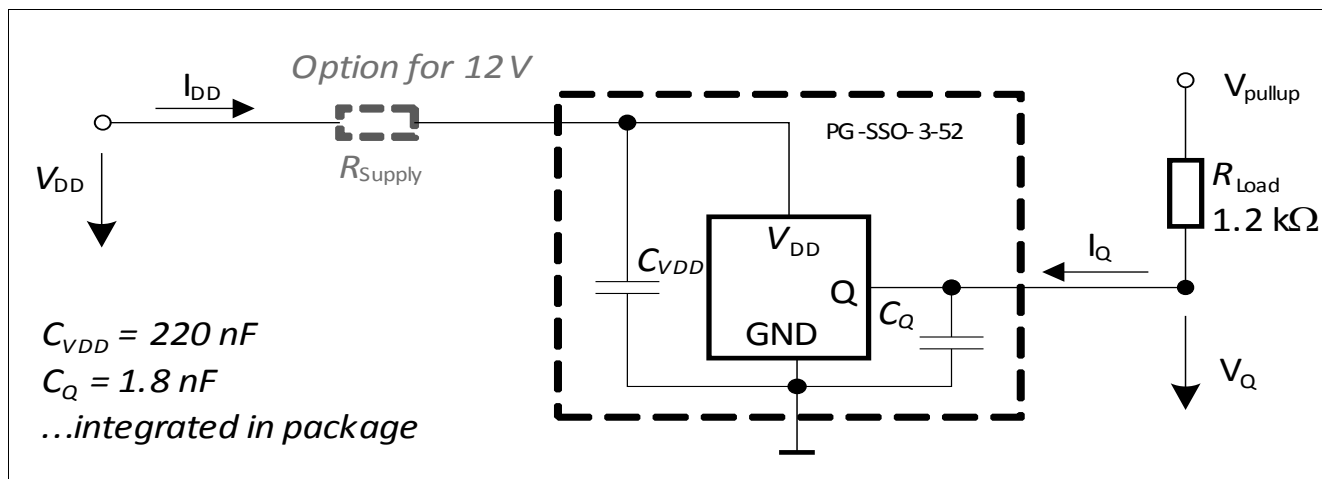 Option for 12V
I_DD
R_Supply
V_DD
PG-SSO-3-52
V_pullup
R_Load
1.2 kΩ
I_Q
V_DD
C_VDD
Q
C_Q
GND
V_Q
C_VDD = 220 nF
C_Q = 1.8 nF
...integrated in package